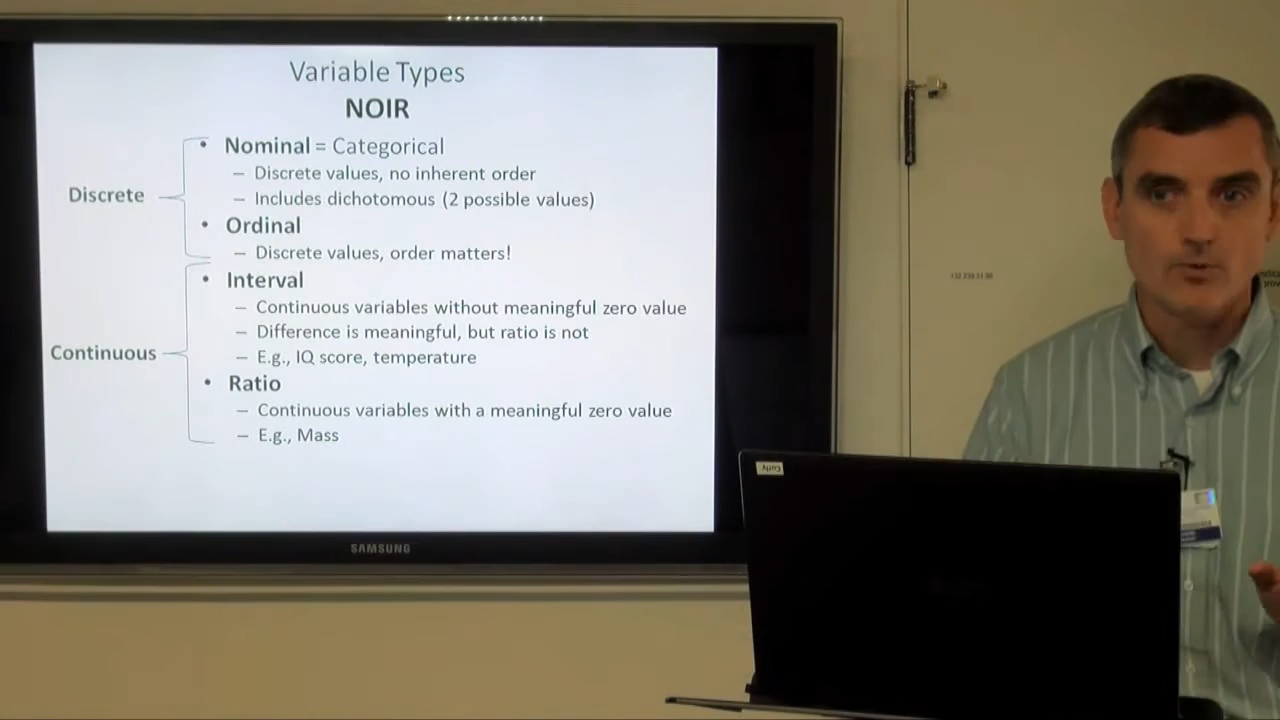 Variable Types
NOIR
• Nominal = Categorical
– Discrete values, no inherent order
– Includes dichotomous (2 possible values)
Discrete
• Ordinal
– Discrete values, order matters!
• Interval
– Continuous variables without meaningful zero value
– Difference is meaningful, but ratio is not
Continuous
– E.g., IQ score, temperature
• Ratio
– Continuous variables with a meaningful zero value
– E.g., Mass
SAMSUNG
Curly